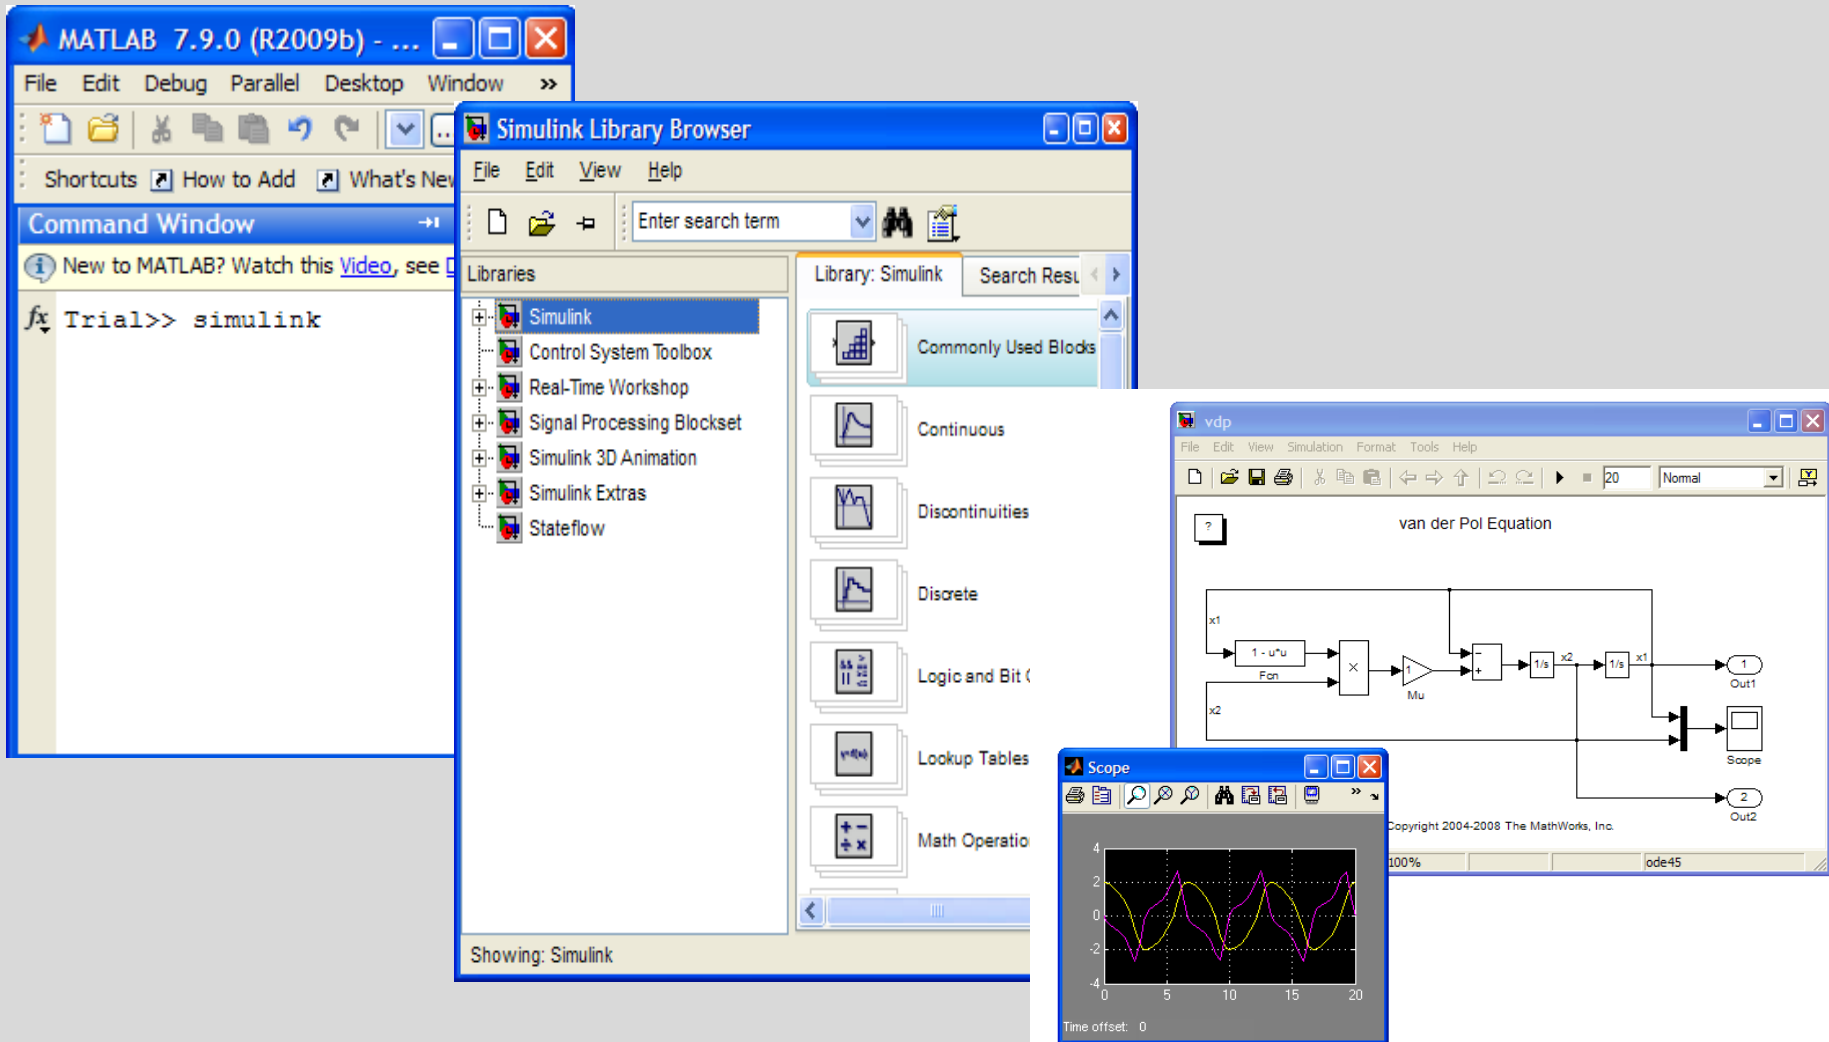 MATLAB 7.9.0 (R2009b) - ...
File Edit Debug Parallel Desktop Window »
..
Shortcuts How to Add What's New
Command Window
New to MATLAB? Watch this Video, see
fx Trial>> simulink
Simulink Library Browser
File Edit View Help
Enter search term
Libraries
Library: Simulink Search Resu
Simulink
Control System Toolbox
Real-Time Workshop
Signal Processing Blockset
Simulink 3D Animation
Simulink Extras
Stateflow
Commonly Used Blocks
Continuous
Discontinuities
Discrete
Logic and Bit
Lookup Tables
Math Operatio
Showing: Simulink
vdp
File Edit View Simulation Format Tools Help
20 Normal
?
van der Pol Equation
x1
1 - u*u
Fcn
×
1
Mu
−
+
1/s
x2
1/s
x1
1
Out1
x2
Scope
2
Out2
Copyright 2004-2008 The MathWorks, Inc.
100% ode45
Scope
»
4
2
0
-2
-4
0 5 10 15 20
Time offset: 0